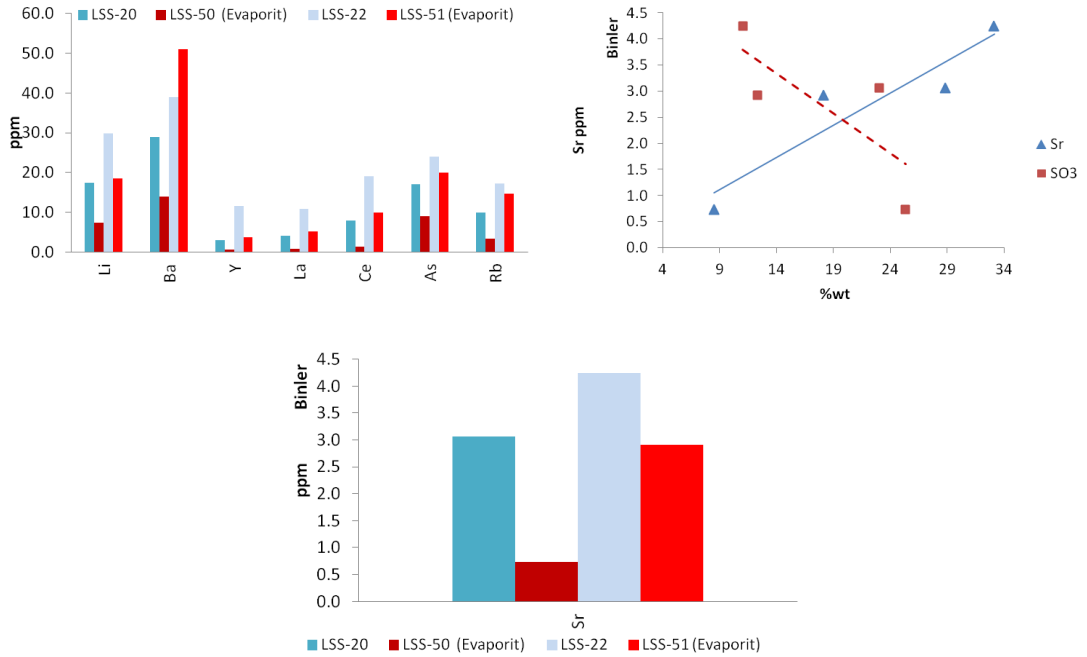 LSS-20 LSS-50 (Evaporit) LSS-22 LSS-51 (Evaporit)
60.0
50.0
40.0
30.0
20.0
10.0
0.0
ppm
Li Ba Y La Ce As Rb
Binler
Sr ppm
4.5
4.0
3.5
3.0
2.5
2.0
1.5
1.0
0.5
0.0
4 9 14 19 24 29 34
%wt
Sr
SO3
Binler
ppm
4.5
4.0
3.5
3.0
2.5
2.0
1.5
1.0
0.5
0.0
Sr
LSS-20 LSS-50 (Evaporit) LSS-22 LSS-51 (Evaporit)